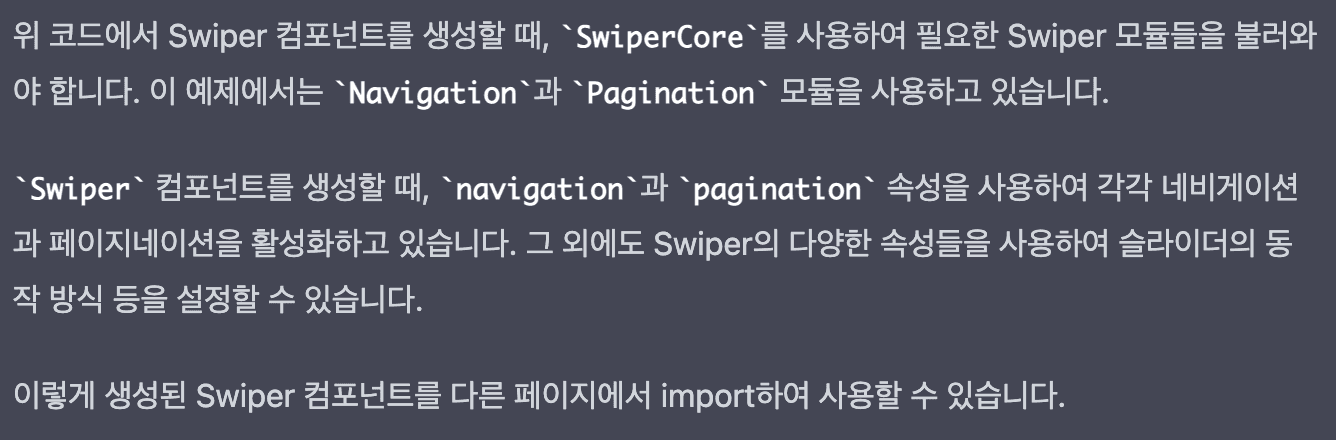 위 코드에서 Swiper 컴포넌트를 생성할 때, `SwiperCore`를 사용하여 필요한 Swiper 모듈들을 불러와
야 합니다. 이 예제에서는 `Navigation`과 `Pagination` 모듈을 사용하고 있습니다.
`Swiper` 컴포넌트를 생성할 때, `navigation`과 `pagination` 속성을 사용하여 각각 네비게이션
과 페이지네이션을 활성화하고 있습니다. 그 외에도 Swiper의 다양한 속성들을 사용하여 슬라이더의 동
작 방식 등을 설정할 수 있습니다.
이렇게 생성된 Swiper 컴포넌트를 다른 페이지에서 import하여 사용할 수 있습니다.